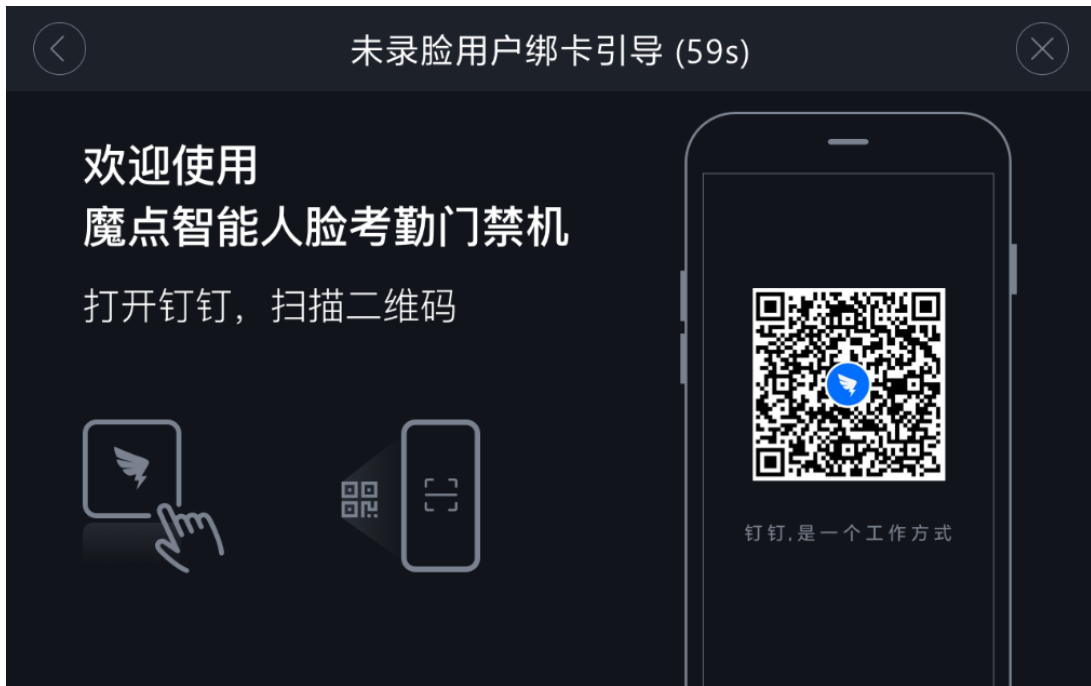 未录脸用户绑卡引导 (59s)
欢迎使用
魔点智能人脸考勤门禁机
打开钉钉，扫描二维码
钉钉,是一个工作方式